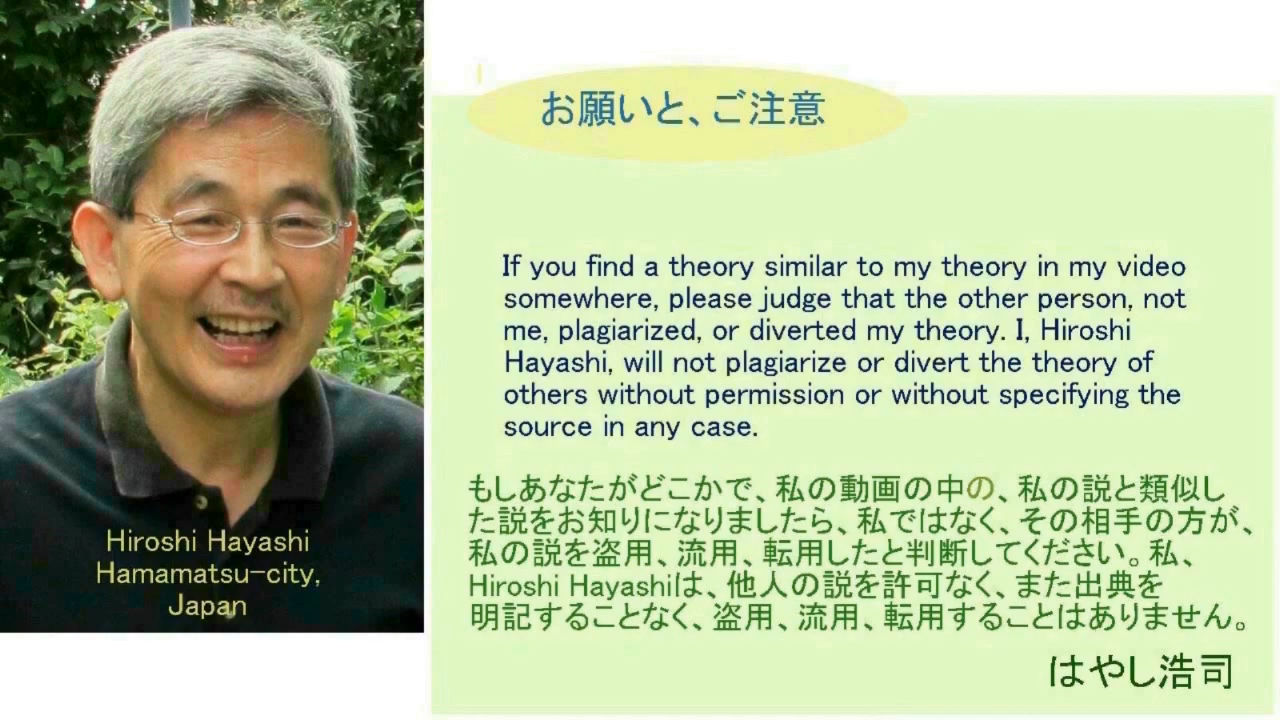 お願いと、ご注意
If you find a theory similar to my theory in my video
somewhere, please judge that the other person, not
me, plagiarized, or diverted my theory. I, Hiroshi
Hayashi, will not plagiarize or divert the theory of
others without permission or without specifying the
source in any case.
もしあなたがどこかで、私の動画の中の、私の説と類似し
た説をお知りになりましたら、私ではなく、その相手の方が、
私の説を盗用、流用、転用したと判断してください。私、
Hiroshi Hayashiは、他人の説を許可なく、また出典を
明記することなく、盗用、流用、転用することはありません。
はやし浩司
Hiroshi Hayashi
Hamamatsu-city,
Japan